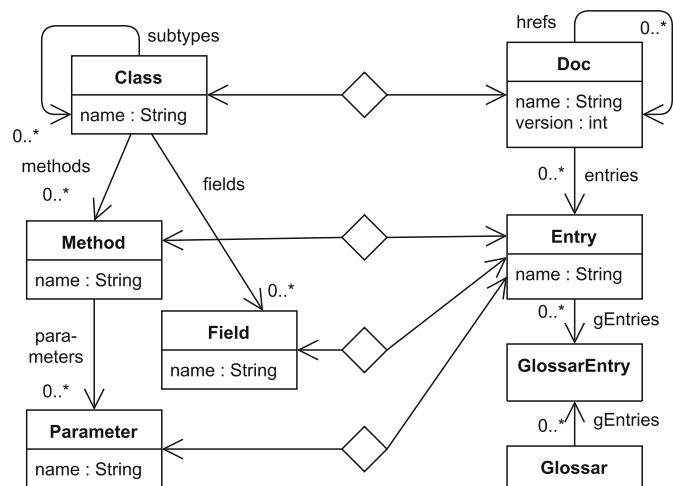 subtypes
Class
name : String
0..*
hrefs
0..*
Doc
name : String
version : int
methods
0..*
fields
0..*
0..*
entries
Method
name : String
Entry
name : String
para-
meters
0..*
Field
name : String
0..*
gEntries
GlossarEntry
Parameter
name : String
0..*
gEntries
Glossar